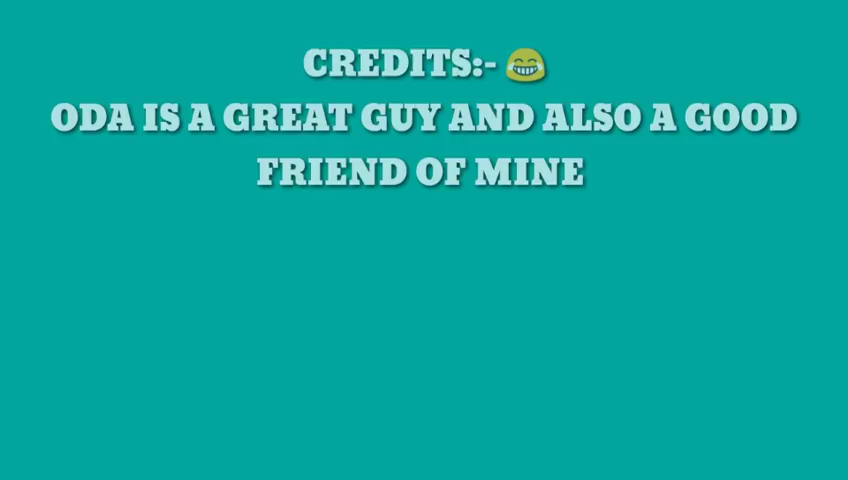 CREDITS:- 😂
ODA IS A GREAT GUY AND ALSO A GOOD
FRIEND OF MINE